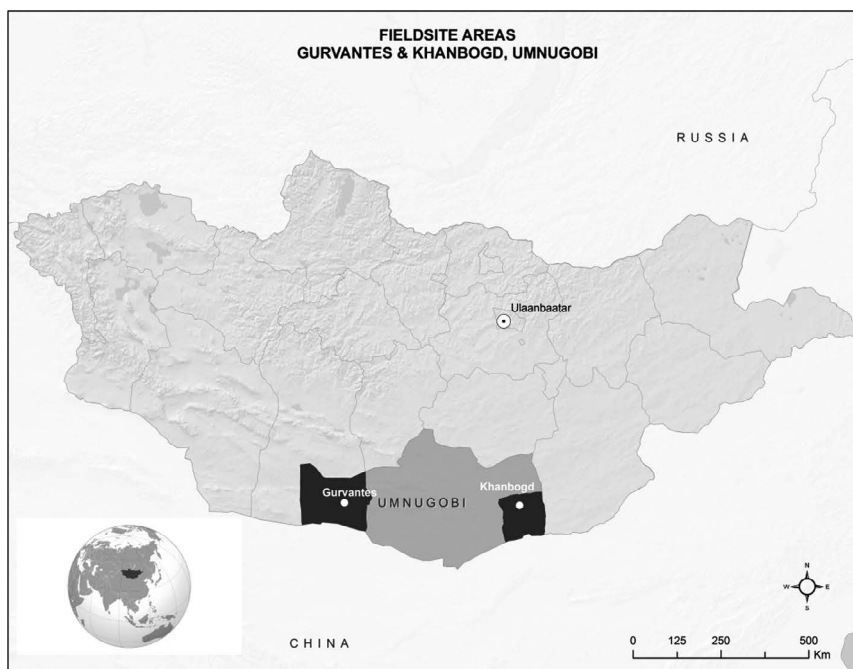 FIELDSITE AREAS
GURVANTES & KHANBOGD, UMNUGOBI
RUSSIA
Ulaanbaatar
Gurvantes
Khanbogd
UMNUGOBI
N
W E
S
CHINA
0 125 250 500
Km